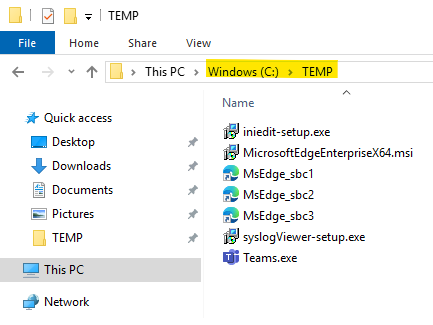 TEMP
File Home Share View
This PC Windows (C:) TEMP
Quick access
Desktop
Downloads
Documents
Pictures
TEMP
This PC
Network
Name
iniedit-setup.exe
MicrosoftEdgeEnterpriseX64.msi
MsEdge_sbc1
MsEdge_sbc2
MsEdge_sbc3
syslogViewer-setup.exe
Teams.exe